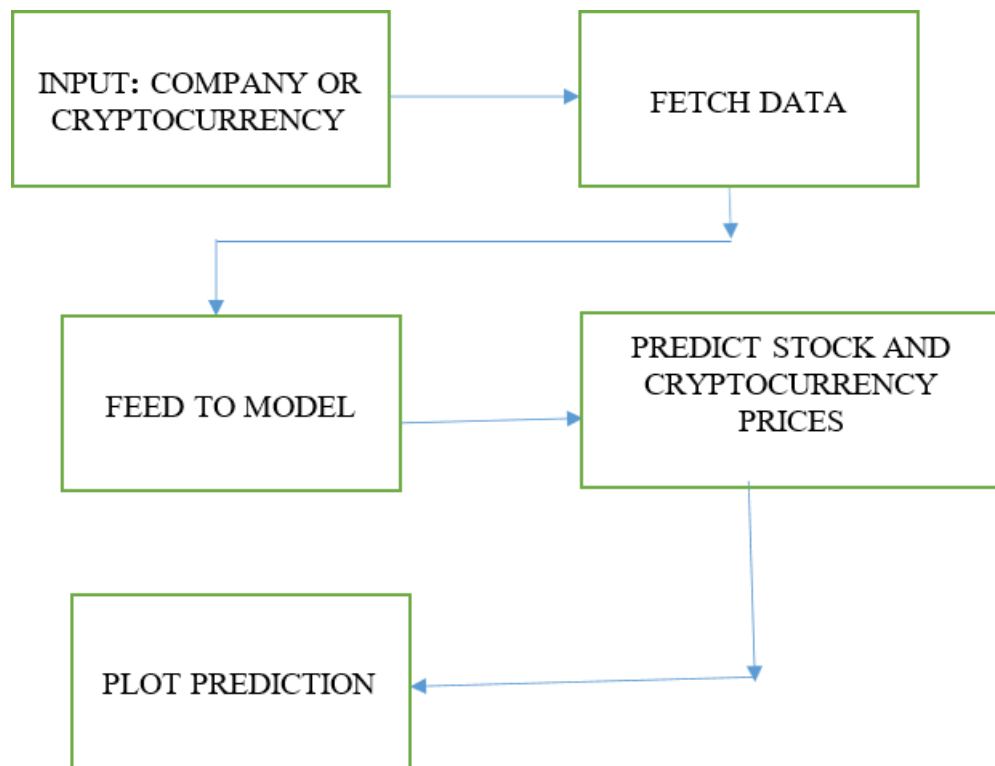 INPUT: COMPANY OR
CRYPTOCURRENCY
FETCH DATA
FEED TO MODEL
PREDICT STOCK AND
CRYPTOCURRENCY
PRICES
PLOT PREDICTION